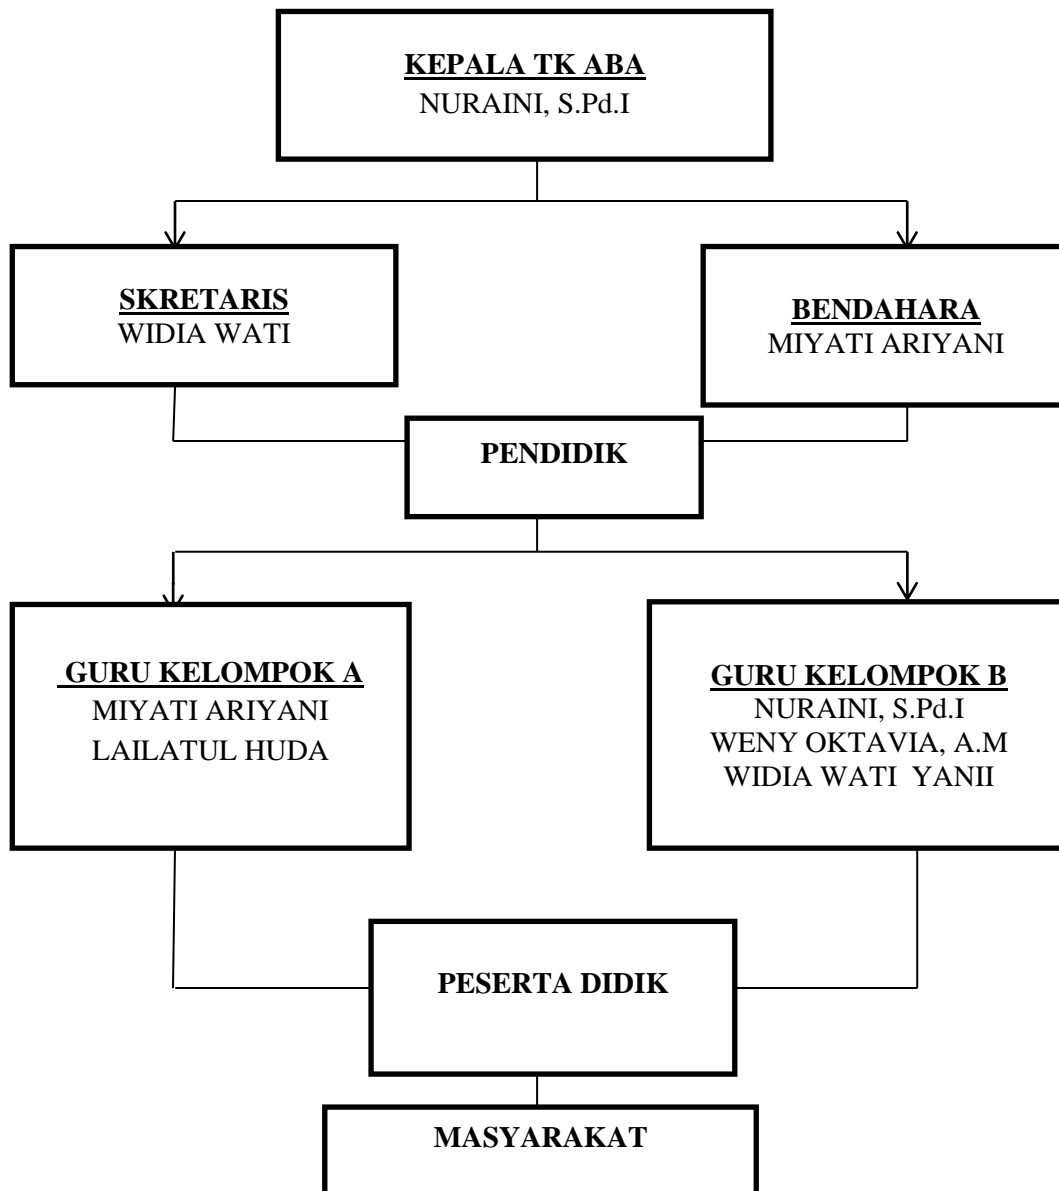 KEPALA TK ABA
NURAINI, S.Pd.I
SKRETARIS
WIDIA WATI
BENDAHARA
MIYATI ARIYANI
PENDIDIK
GURU KELOMPOK A
MIYATI ARIYANI
LAILATUL HUDA
GURU KELOMPOK B
NURAINI, S.Pd.I
WENY OKTAVIA, A.M
WIDIA WATI  YANII
PESERTA DIDIK
MASYARAKAT